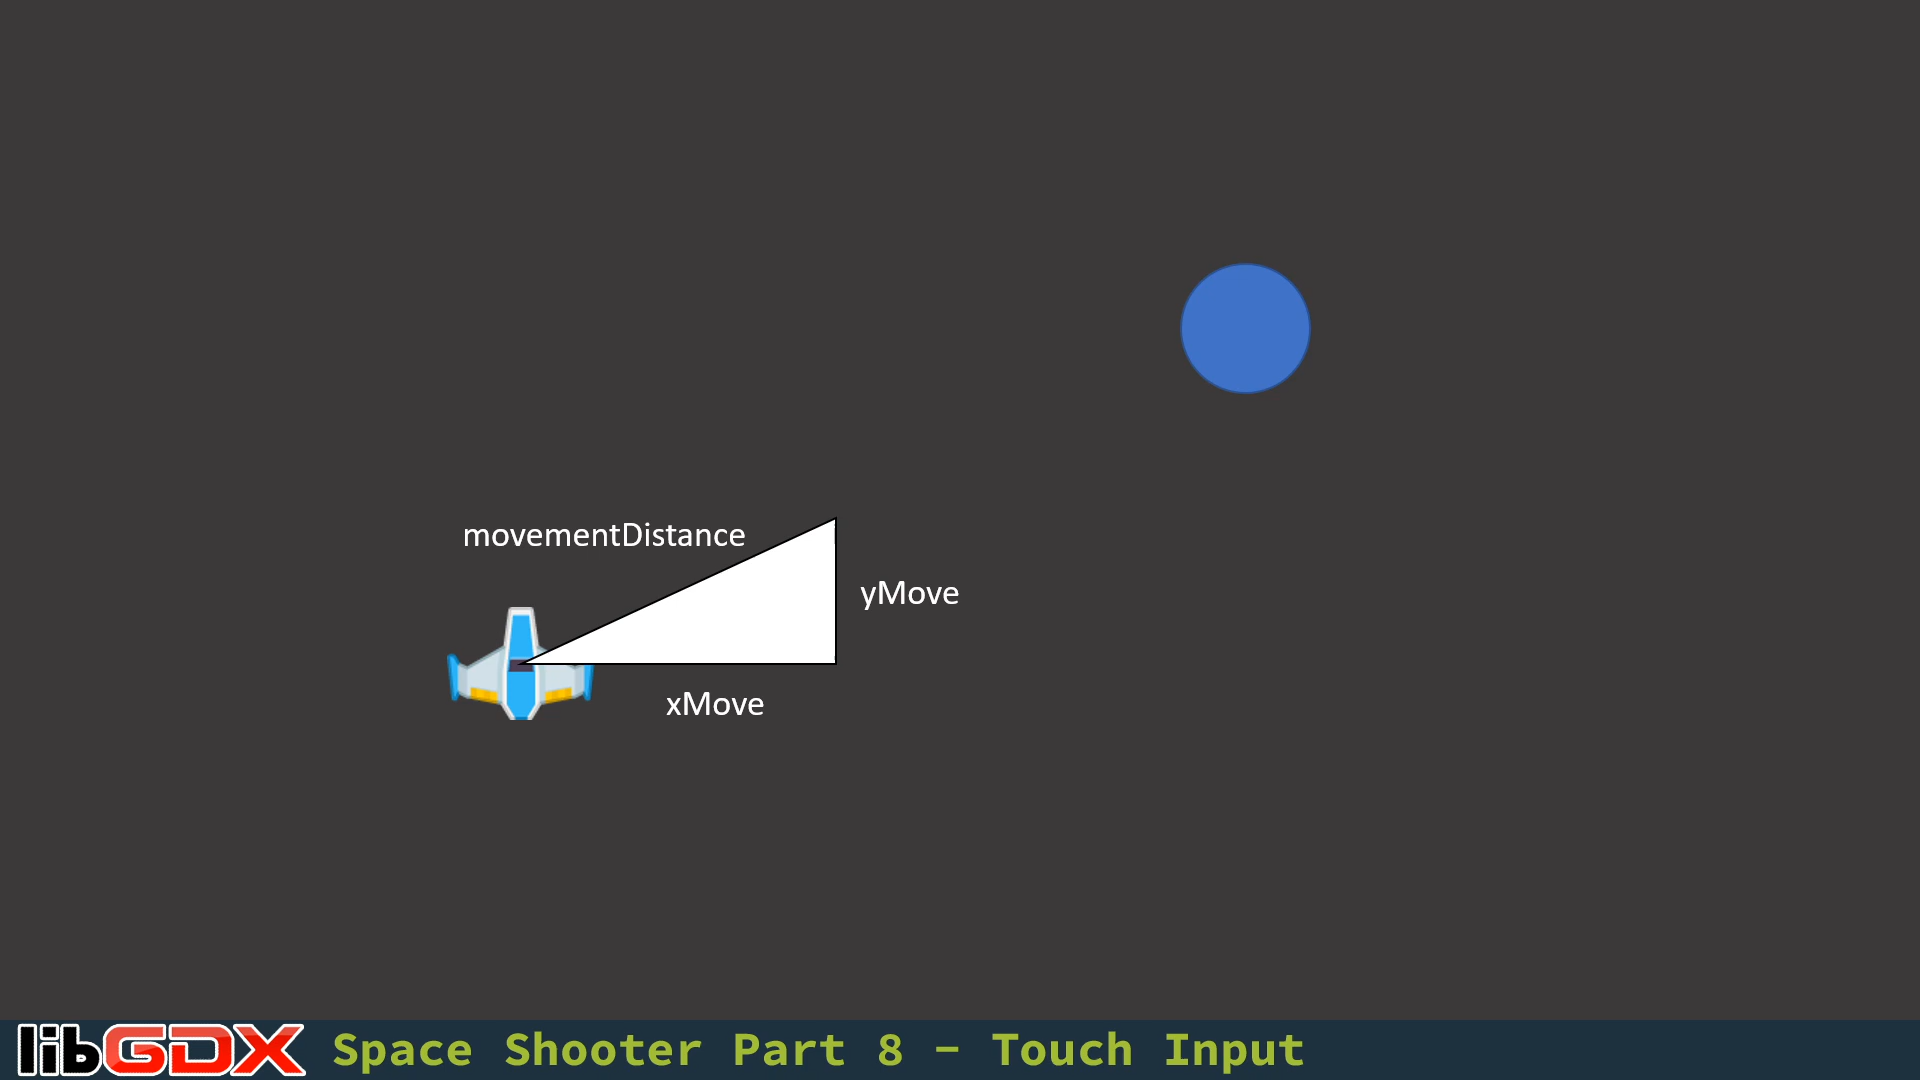 movementDistance
yMove
xMove
libGDX Space Shooter Part 8 - Touch Input